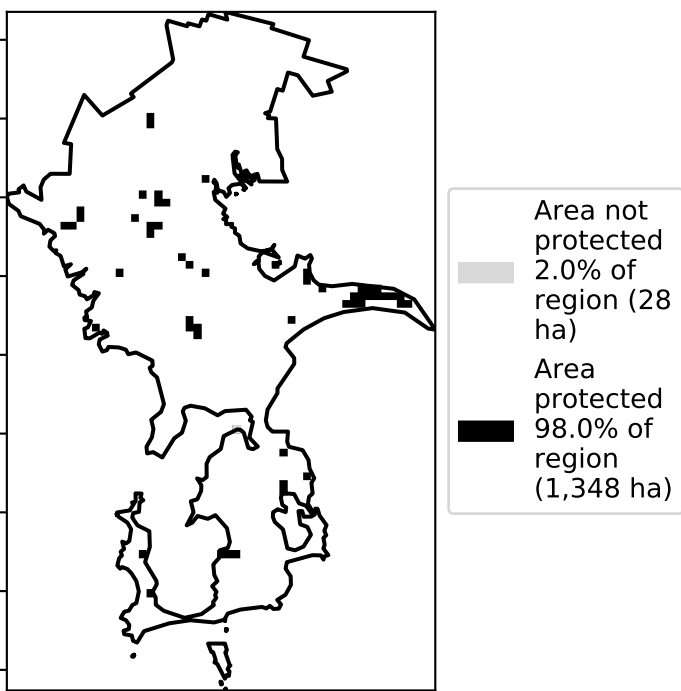 Area not
protected
2.0% of
region (28
ha)
Area
protected
98.0% of
region
(1,348 ha)